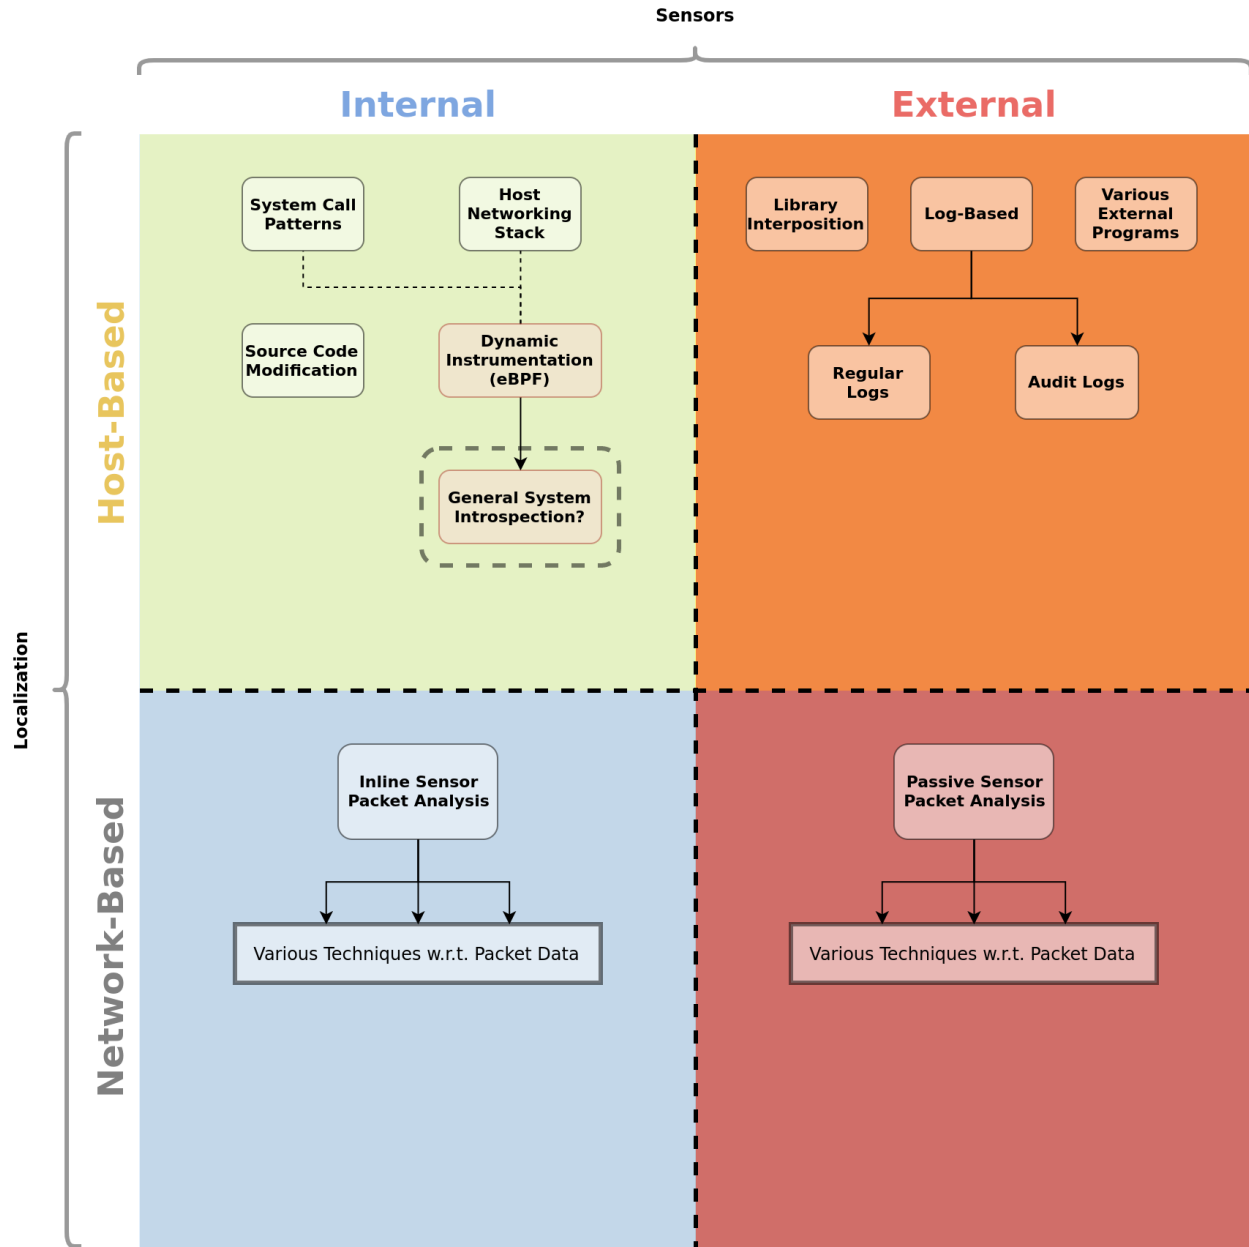 Sensors
Internal
External
Localization
Host-Based
System Call
Patterns
Host
Networking
Stack
Source Code
Modification
Dynamic
Instrumentation
(eBPF)
General System
Introspection?
Library
Interposition
Log-Based
Various
External
Programs
Regular
Logs
Audit Logs
Network-Based
Inline Sensor
Packet Analysis
Various Techniques w.r.t. Packet Data
Passive Sensor
Packet Analysis
Various Techniques w.r.t. Packet Data